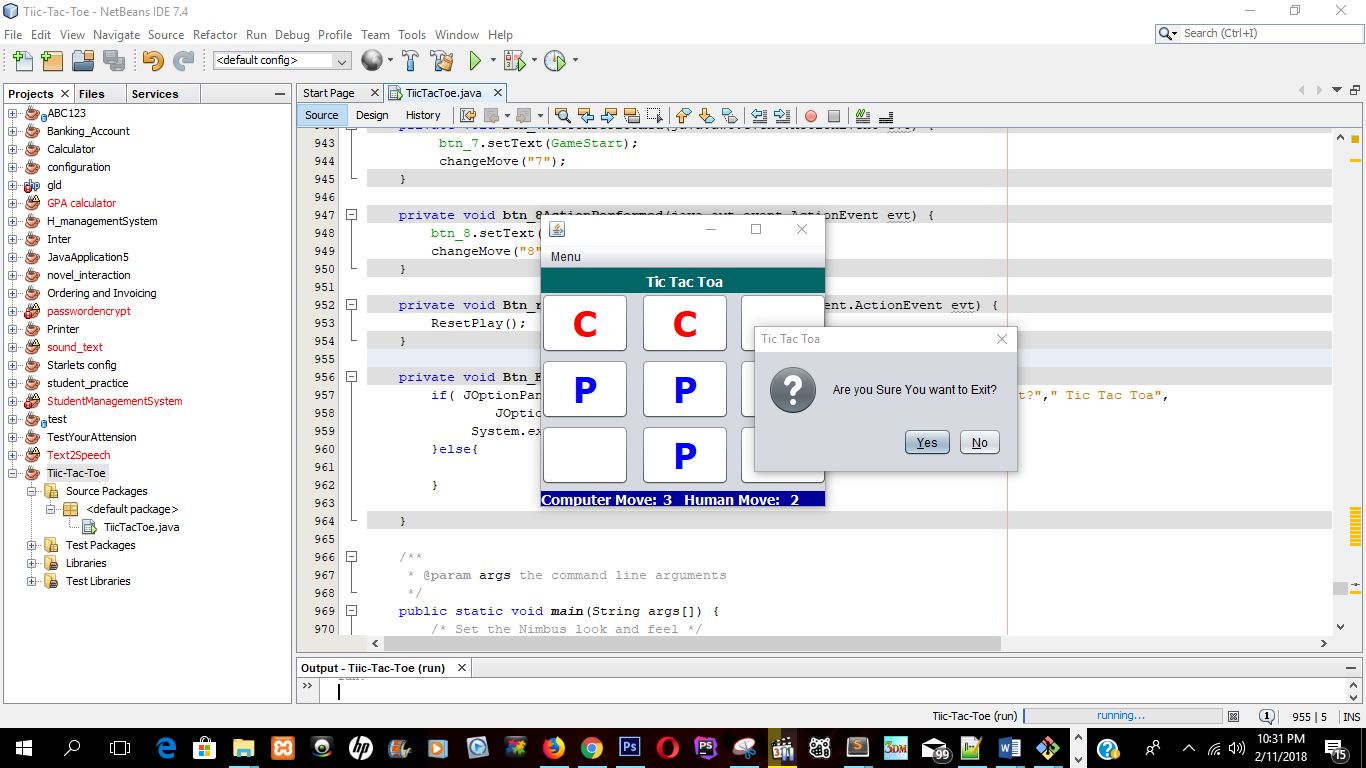 Tiic-Tac-Toe - NetBeans IDE 7.4
File Edit View Navigate Source Refactor Run Debug Profile Team Tools Window Help
Search (Ctrl+I)
<default config>
Projects Files Services
ABC123
Banking_Account
Calculator
configuration
gld
GPA calculator
H_managementSystem
Inter
JavaApplication5
novel_interaction
Ordering and Invoicing
passwordencrypt
Printer
sound_text
Starlets config
student_practice
StudentManagementSystem
test
TestYourAttension
Text2Speech
Tiic-Tac-Toe
Source Packages
<default package>
TiicTacToe.java
Test Packages
Libraries
Test Libraries
Start Page TiicTacToe.java
Source Design History
943 btn_7.setText(GameStart);
944 changeMove("7");
945 }
946
947 private void btn_8ActionPerformed(java.awt.event.ActionEvent evt) {
948 btn_8.setText(
949 changeMove("8"
950 }
951
952 private void Btn_r ent.ActionEvent evt) {
953 ResetPlay();
954 }
955
956 private void Btn_E
957 if( JOptionPan t?"," Tic Tac Toa",
958 JOptio
959 System.ex
960 }else{
961
962 }
963
964 }
965
966 /**
967 * @param args the command line arguments
968 */
969 public static void main(String args[]) {
970 /* Set the Nimbus look and feel */
Menu
Tic Tac Toa
C C
P P
P
Computer Move: 3 Human Move: 2
Tic Tac Toa
Are you Sure You want to Exit?
Yes No
Output - Tiic-Tac-Toe (run)
run:
Tiic-Tac-Toe (run) running... 1 955 | 5 INS
10:31 PM
2/11/2018
99
15